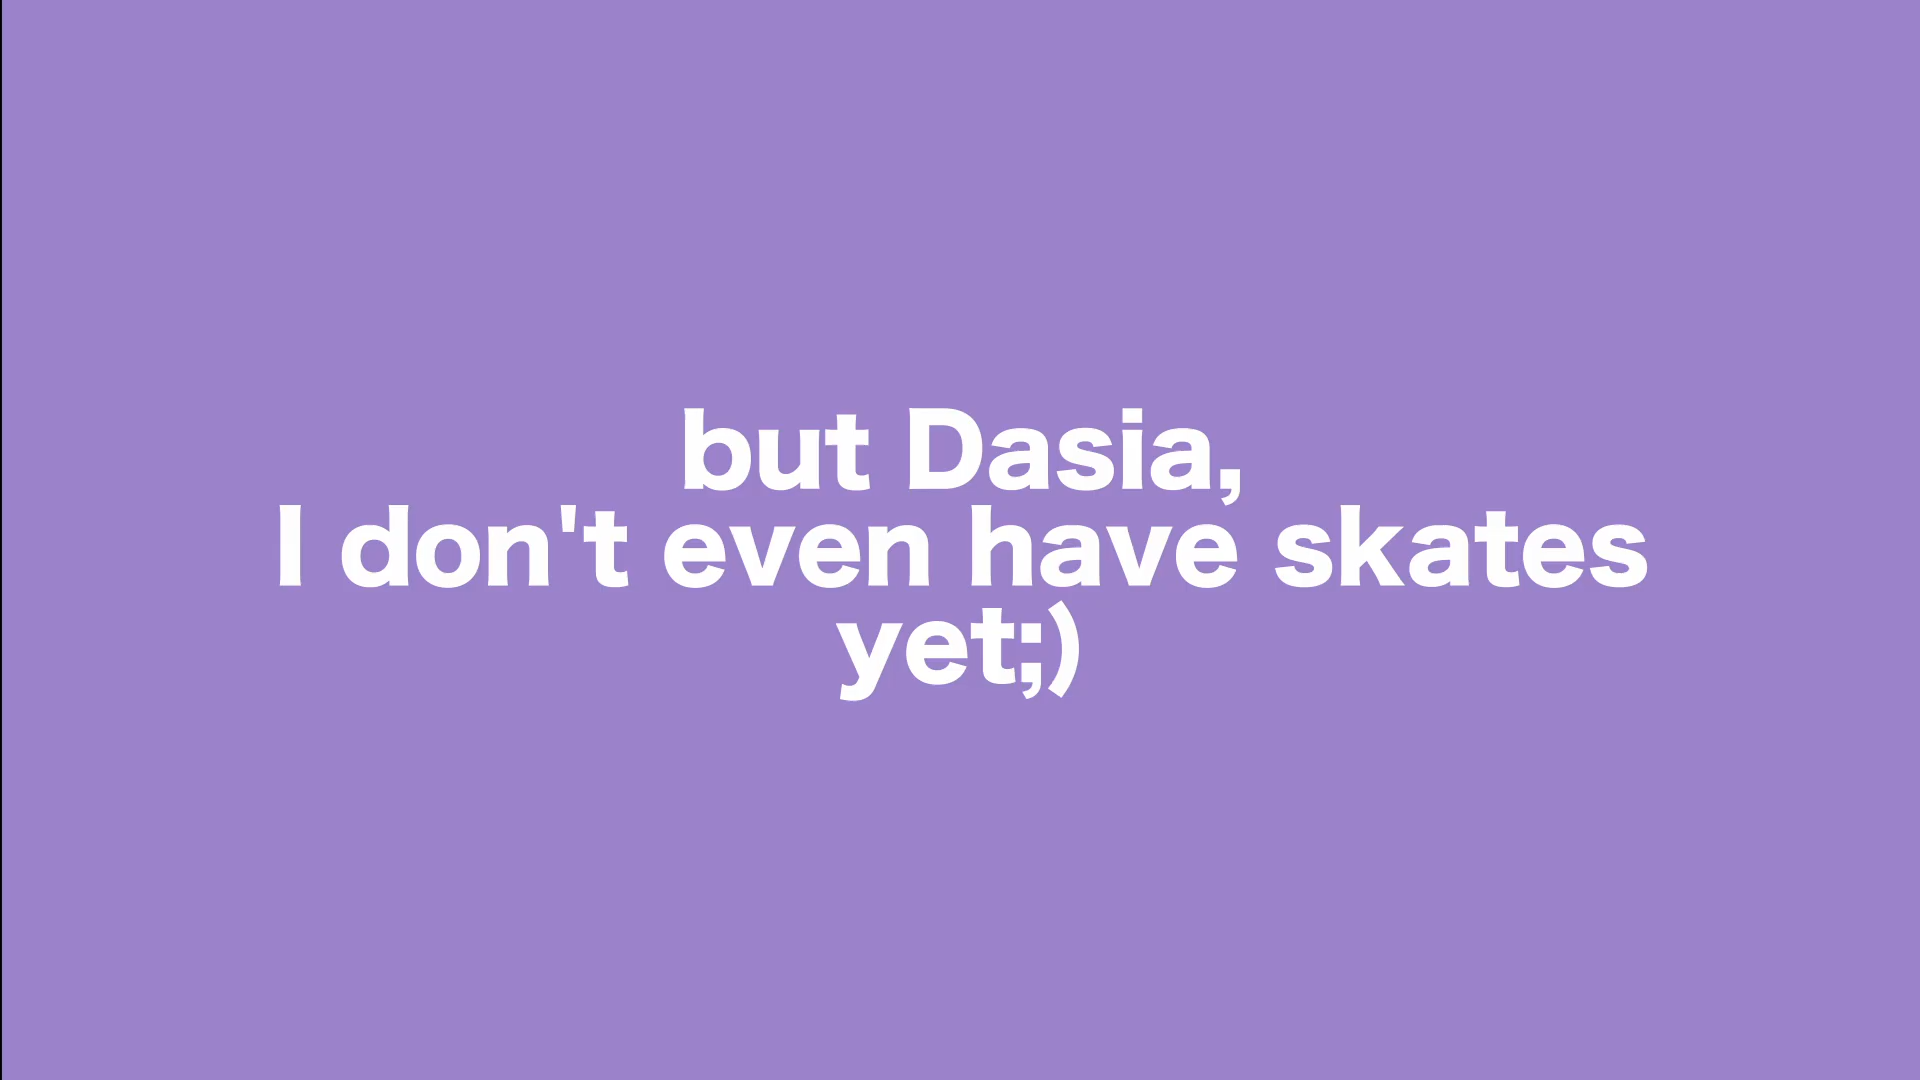 but Dasia,
I don't even have skates
yet;)